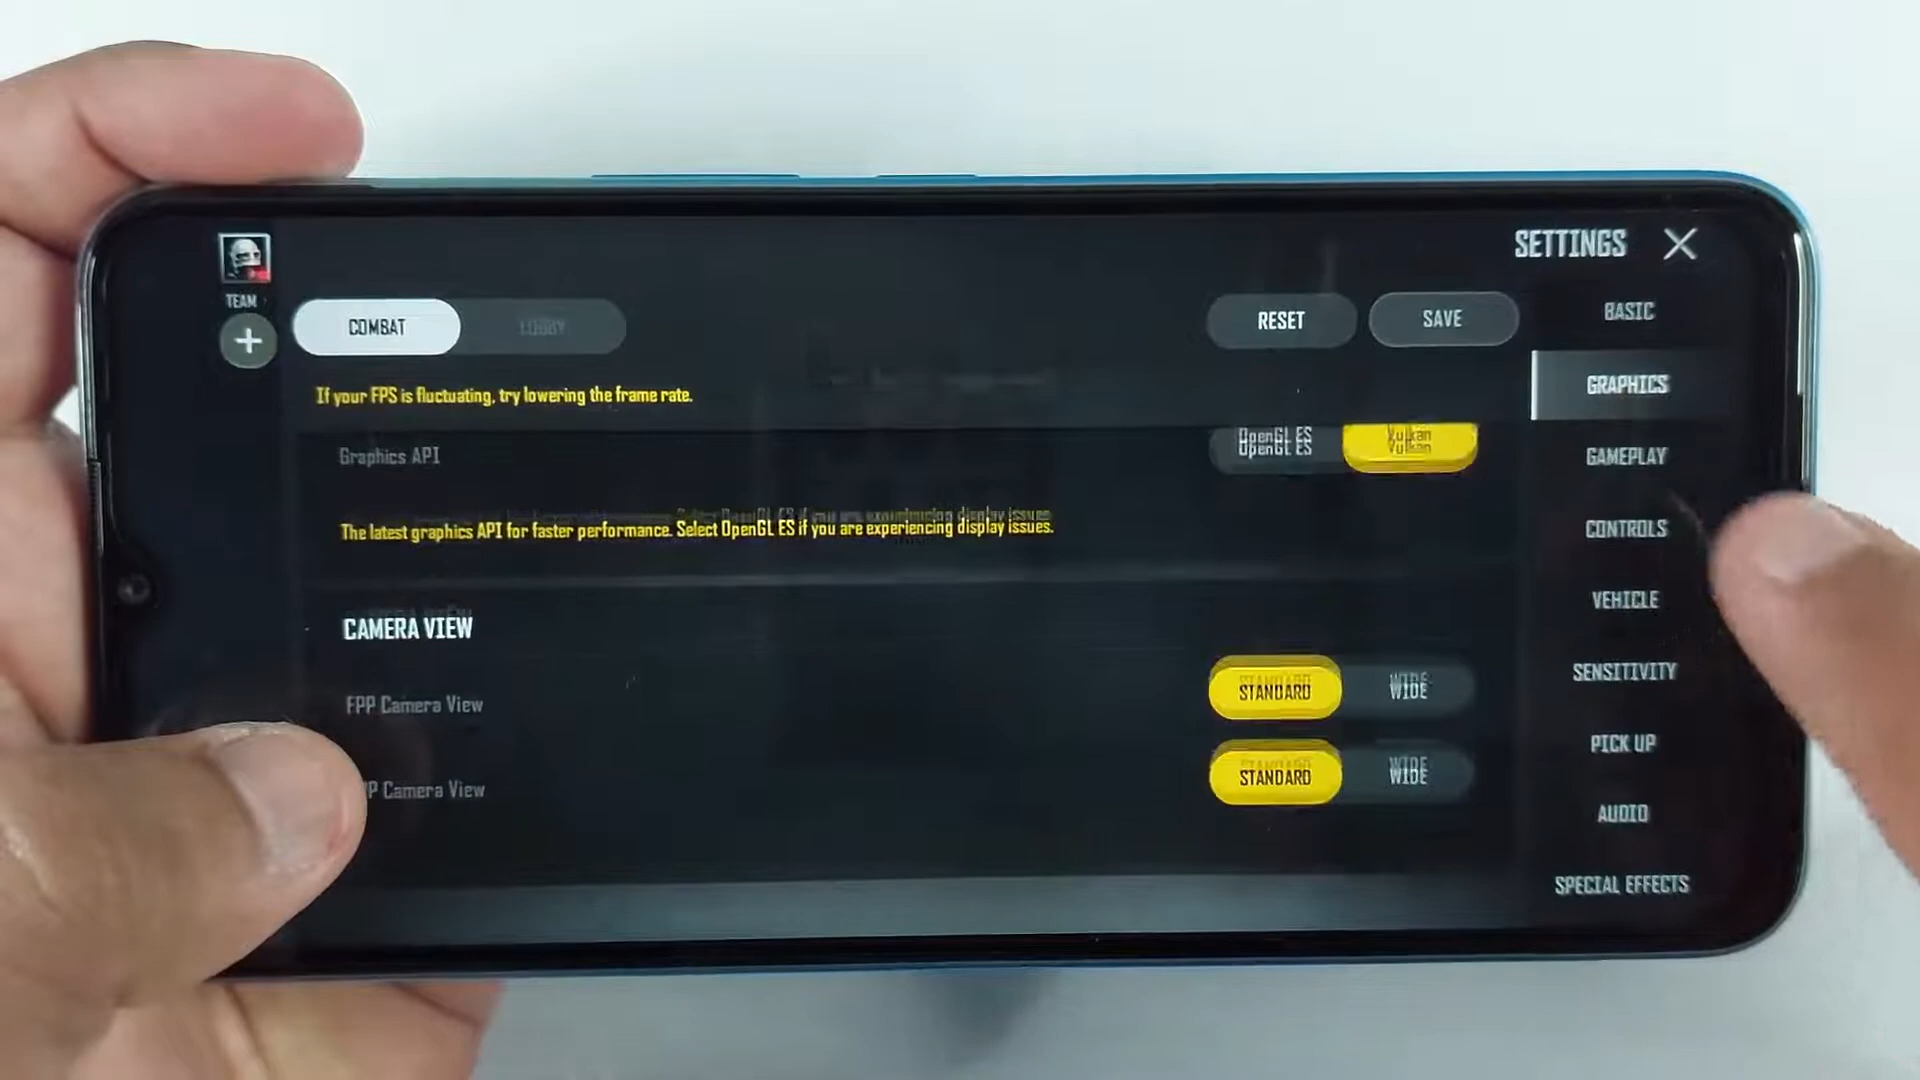 SETTINGS
TEAM
COMBAT
LOBBY
RESET
SAVE
BASIC
If your FPS is fluctuating, try lowering the frame rate.
GRAPHICS
Graphics API
OpenGL ES
Vulkan
GAMEPLAY
The latest graphics API for faster performance. Select OpenGL ES if you are experiencing display issues.
CONTROLS
CAMERA VIEW
VEHICLE
FPP Camera View
STANDARD
WIDE
SENSITIVITY
P Camera View
STANDARD
WIDE
PICK UP
AUDIO
SPECIAL EFFECTS